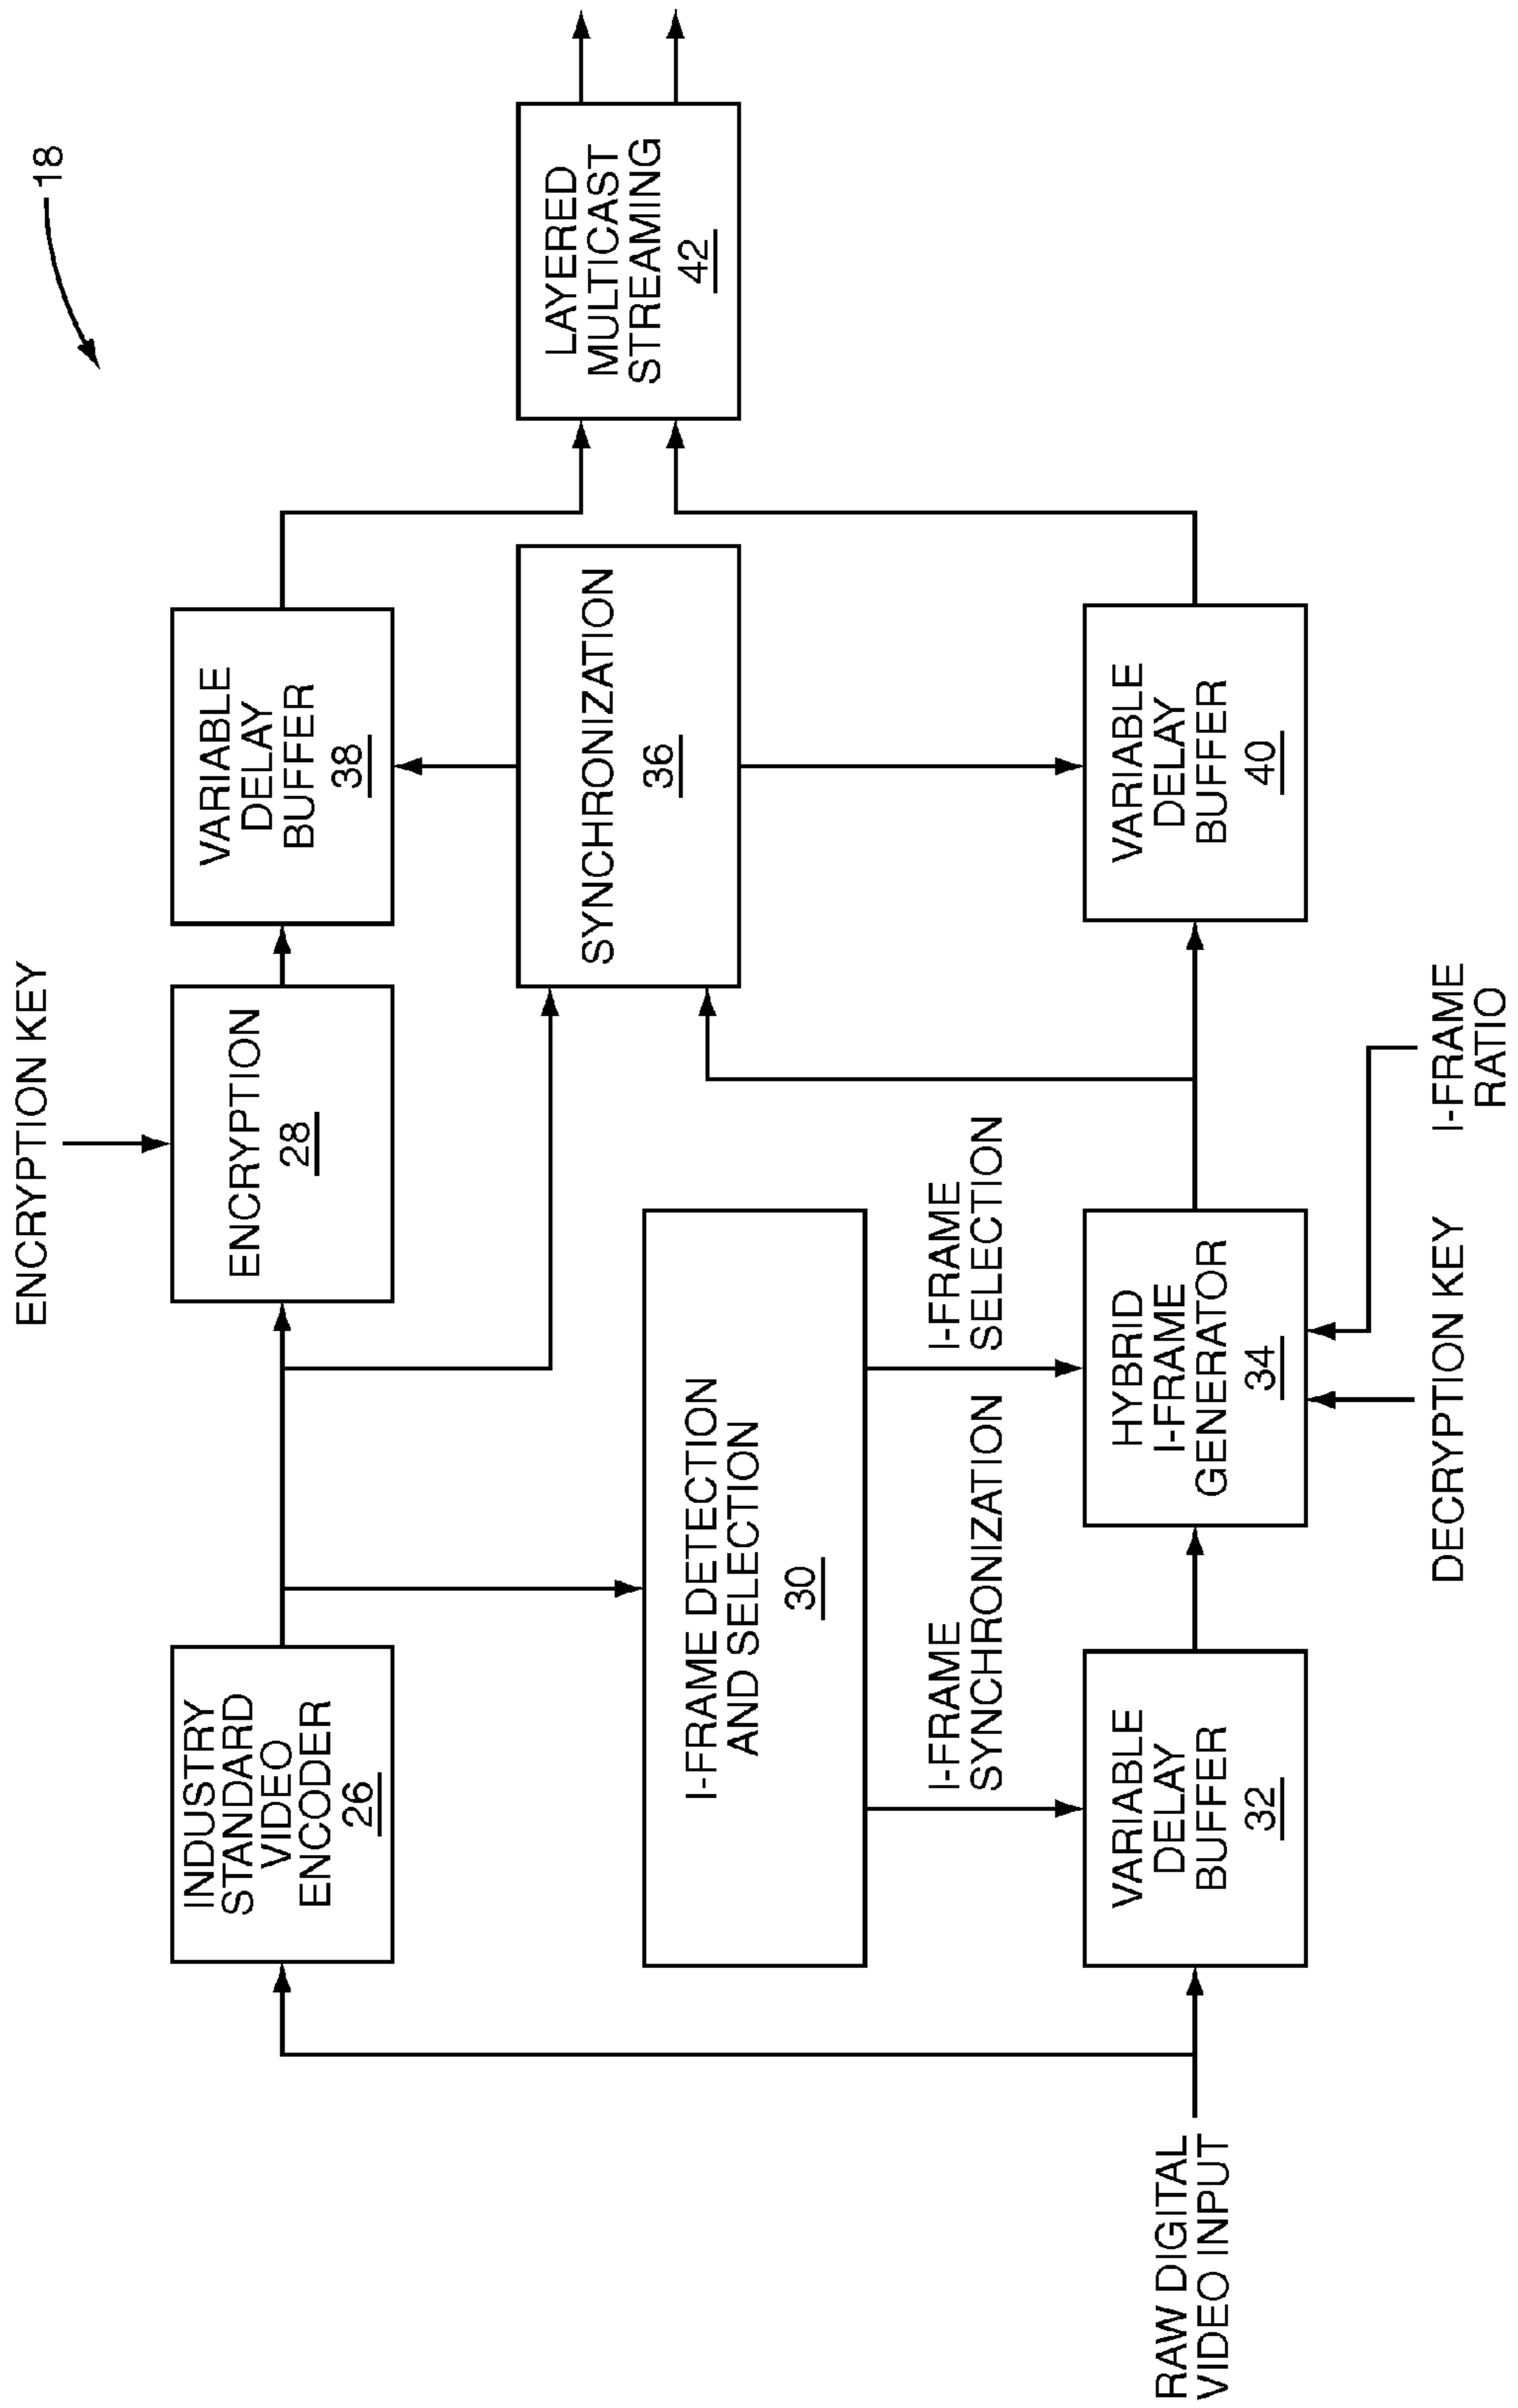 18
ENCRYPTION KEY
INDUSTRY
STANDARD
VIDEO
ENCODER
26
ENCRYPTION
28
VARIABLE
DELAY
BUFFER
38
LAYERED
MULTICAST
STREAMING
42
SYNCHRONIZATION
36
I-FRAME DETECTION
AND SELECTION
30
I-FRAME
SYNCHRONIZATION
I-FRAME
SELECTION
RAW DIGITAL
VIDEO INPUT
VARIABLE
DELAY
BUFFER
32
HYBRID
I-FRAME
GENERATOR
34
VARIABLE
DELAY
BUFFER
40
DECRYPTION KEY
I-FRAME
RATIO